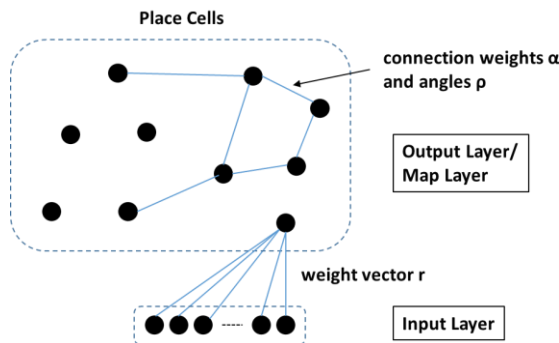 Place Cells
connection weights α
and angles ρ
Output Layer/
Map Layer
weight vector r
Input Layer